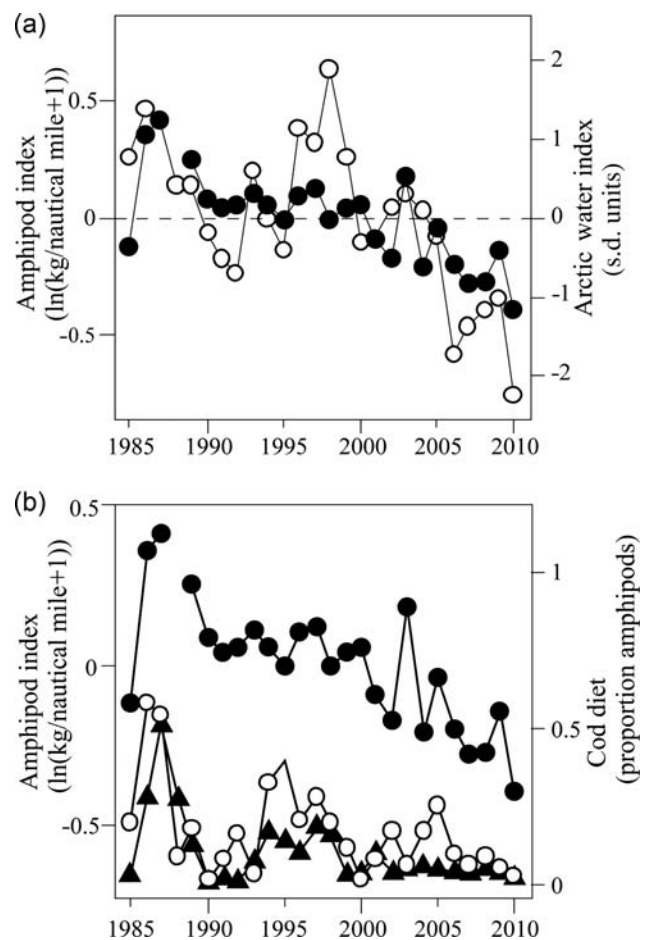 (a)
Amphipod index
(ln(kg/nautical mile+1))
0.5
0
-0.5
2
1
0
-1
-2
Arctic water index
(s.d. units)
1985 1990 1995 2000 2005 2010
(b)
Amphipod index
(ln(kg/nautical mile+1))
0.5
0
-0.5
1
0.5
0
Cod diet
(proportion amphipods)
1985 1990 1995 2000 2005 2010